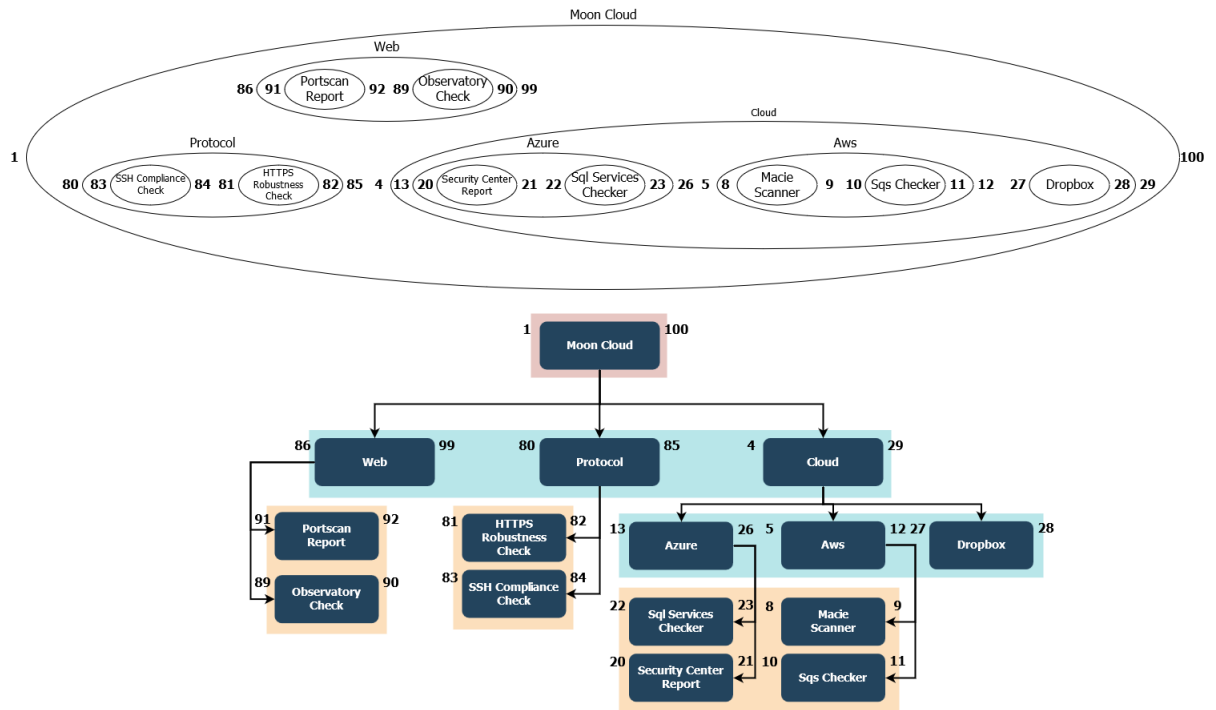 Moon Cloud
Web
86 91 Portscan 92 89 Observatory 90 99
Report Check
Cloud
1 100
Protocol Azure Aws
80 83 SSH Compliance 84 81 HTTPS 82 85 4 13 20 Security Center 21 22 Sql Services 23 26 5 8 Macie 9 10 Sqs Checker 11 12 27 Dropbox 28 29
Check Robustness Report Checker Scanner
Check
1 100
Moon Cloud
86 99 80 85 4 29
Web Protocol Cloud
91 92 81 HTTPS 82 13 26 5 12 27 28
Portscan Robustness Azure Aws Dropbox
Report Check
89 90 83 84
Observatory SSH Compliance
Check Check
22 23 8 9
Sql Services Macie
Checker Scanner
20 21 10 11
Security Center Sqs Checker
Report